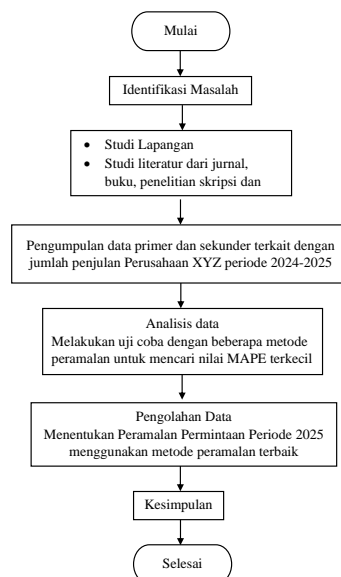 Mulai
Identifikasi Masalah
• Studi Lapangan
• Studi literatur dari jurnal,
buku, penelitian skripsi dan
Pengumpulan data primer dan sekunder terkait dengan
jumlah penjulan Perusahaan XYZ periode 2024-2025
Analisis data
Melakukan uji coba dengan beberapa metode
peramalan untuk mencari nilai MAPE terkecil
Pengolahan Data
Menentukan Peramalan Permintaan Periode 2025
menggunakan metode peramalan terbaik
Kesimpulan
Selesai